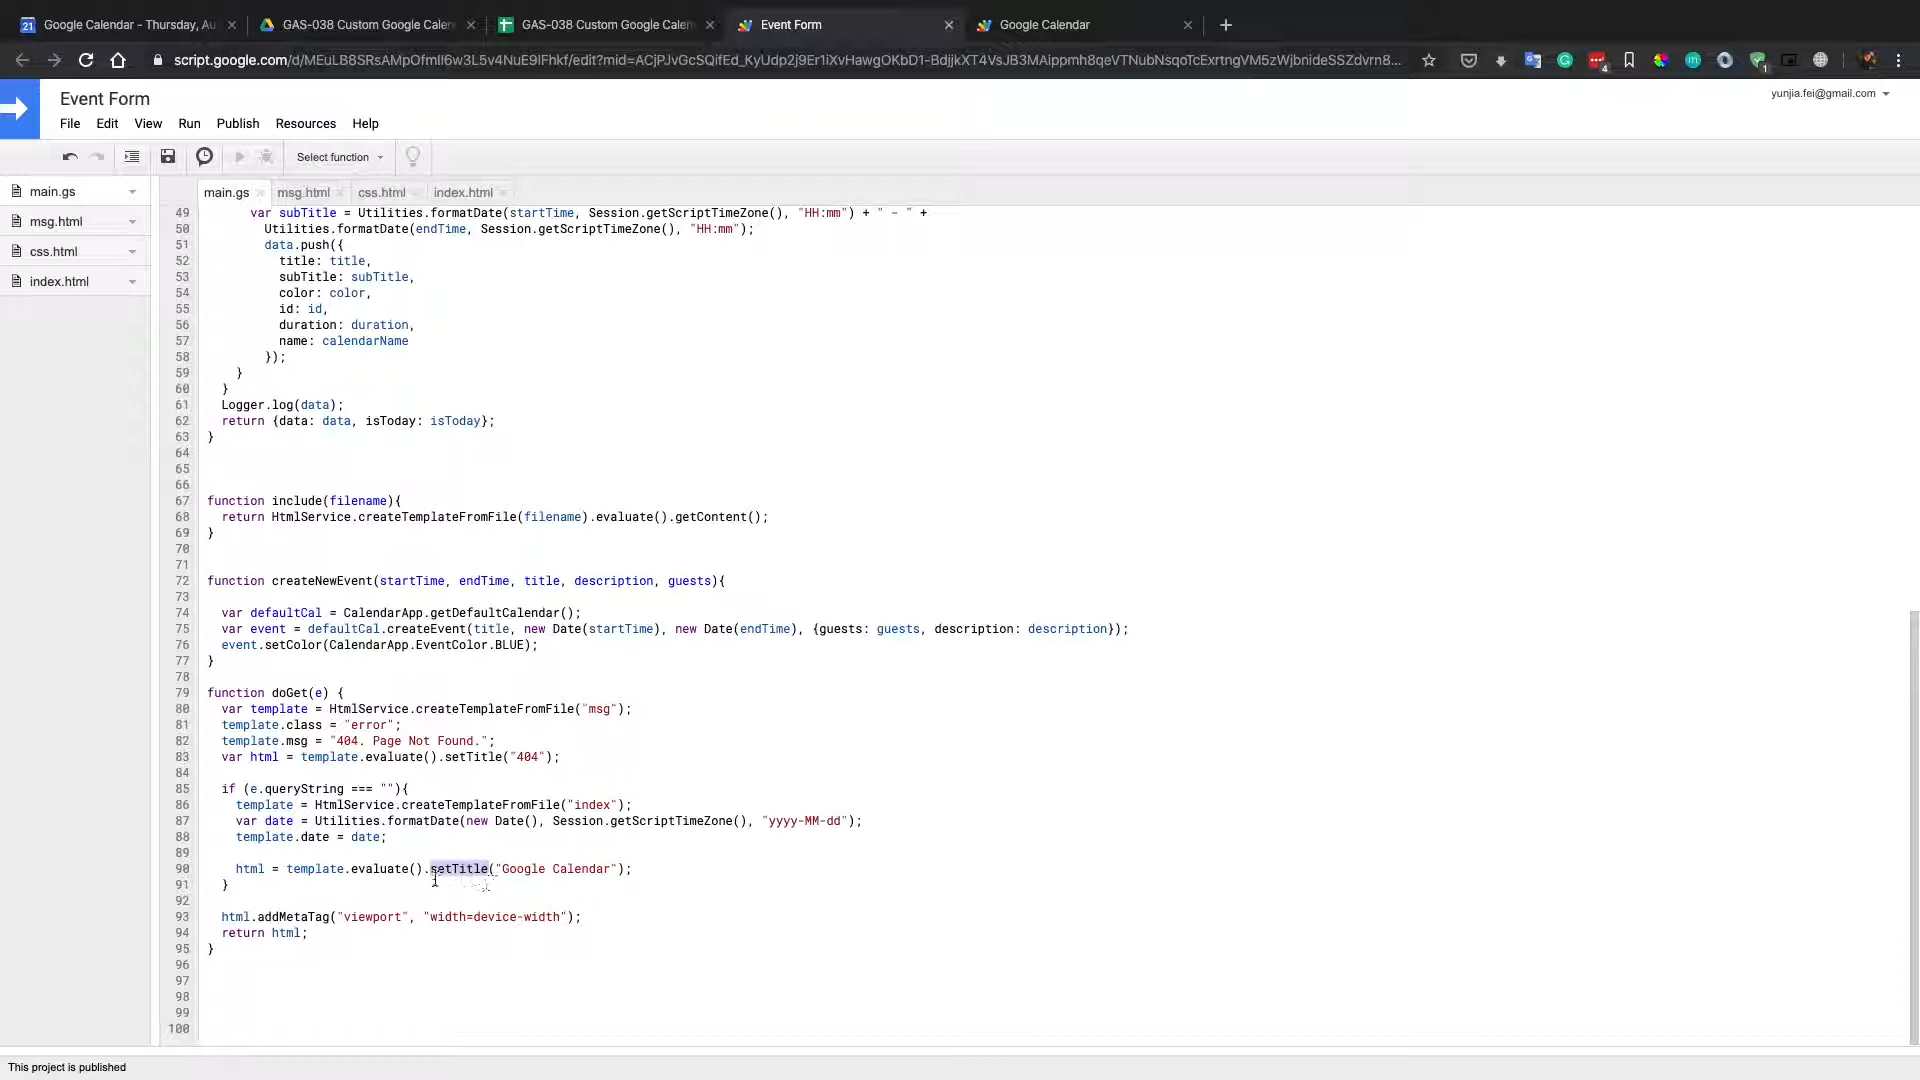 Google Calendar - Thursday, Au
GAS-038 Custom Google Calen
GAS-038 Custom Google Calen
Event Form
Google Calendar
script.google.com
Event Form
yunjia.fei@gmail.com
File Edit View Run Publish Resources Help
Select function
main.gs
msg.html
css.html
index.html
main.gs msg.html css.html index.html
49 var subTitle = Utilities.formatDate(startTime, Session.getScriptTimeZone(), "HH:mm") + " - " +
50 Utilities.formatDate(endTime, Session.getScriptTimeZone(), "HH:mm");
51 data.push({
52 title: title,
53 subTitle: subTitle,
54 color: color,
55 id: id,
56 duration: duration,
57 name: calendarName
58 });
59 }
60 }
61 Logger.log(data);
62 return {data: data, isToday: isToday};
63 }
64
65
66
67 function include(filename){
68 return HtmlService.createTemplateFromFile(filename).evaluate().getContent();
69 }
70
71
72 function createNewEvent(startTime, endTime, title, description, guests){
73
74 var defaultCal = CalendarApp.getDefaultCalendar();
75 var event = defaultCal.createEvent(title, new Date(startTime), new Date(endTime), {guests: guests, description: description});
76 event.setColor(CalendarApp.EventColor.BLUE);
77 }
78
79 function doGet(e) {
80 var template = HtmlService.createTemplateFromFile("msg");
81 template.class = "error";
82 template.msg = "404. Page Not Found.";
83 var html = template.evaluate().setTitle("404");
84
85 if (e.queryString === ""){
86 template = HtmlService.createTemplateFromFile("index");
87 var date = Utilities.formatDate(new Date(), Session.getScriptTimeZone(), "yyyy-MM-dd");
88 template.date = date;
89
90 html = template.evaluate().setTitle("Google Calendar");
91 }
92
93 html.addMetaTag("viewport", "width=device-width");
94 return html;
95 }
96
97
98
99
100
This project is published